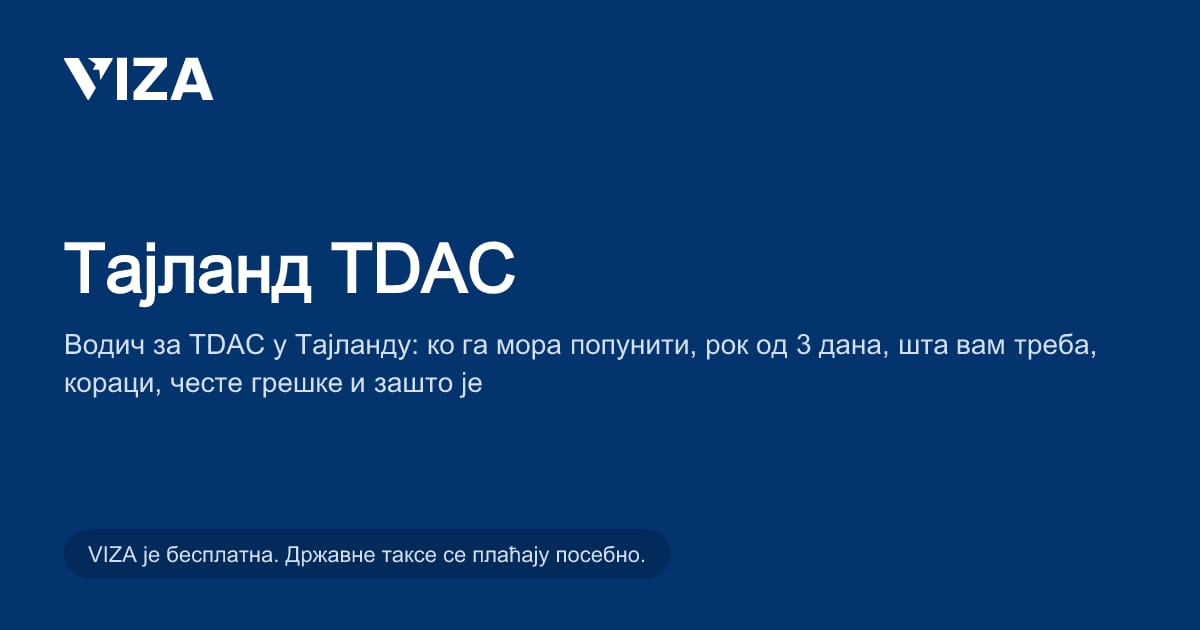 VIZA
Тајланд TDAC
Водич за TDAC у Тајланду: ко га мора попунити, рок од 3 дана, шта вам треба,
кораци, честе грешке и зашто је
VIZA је бесплатна. Државне таксе се плаћају посебно.